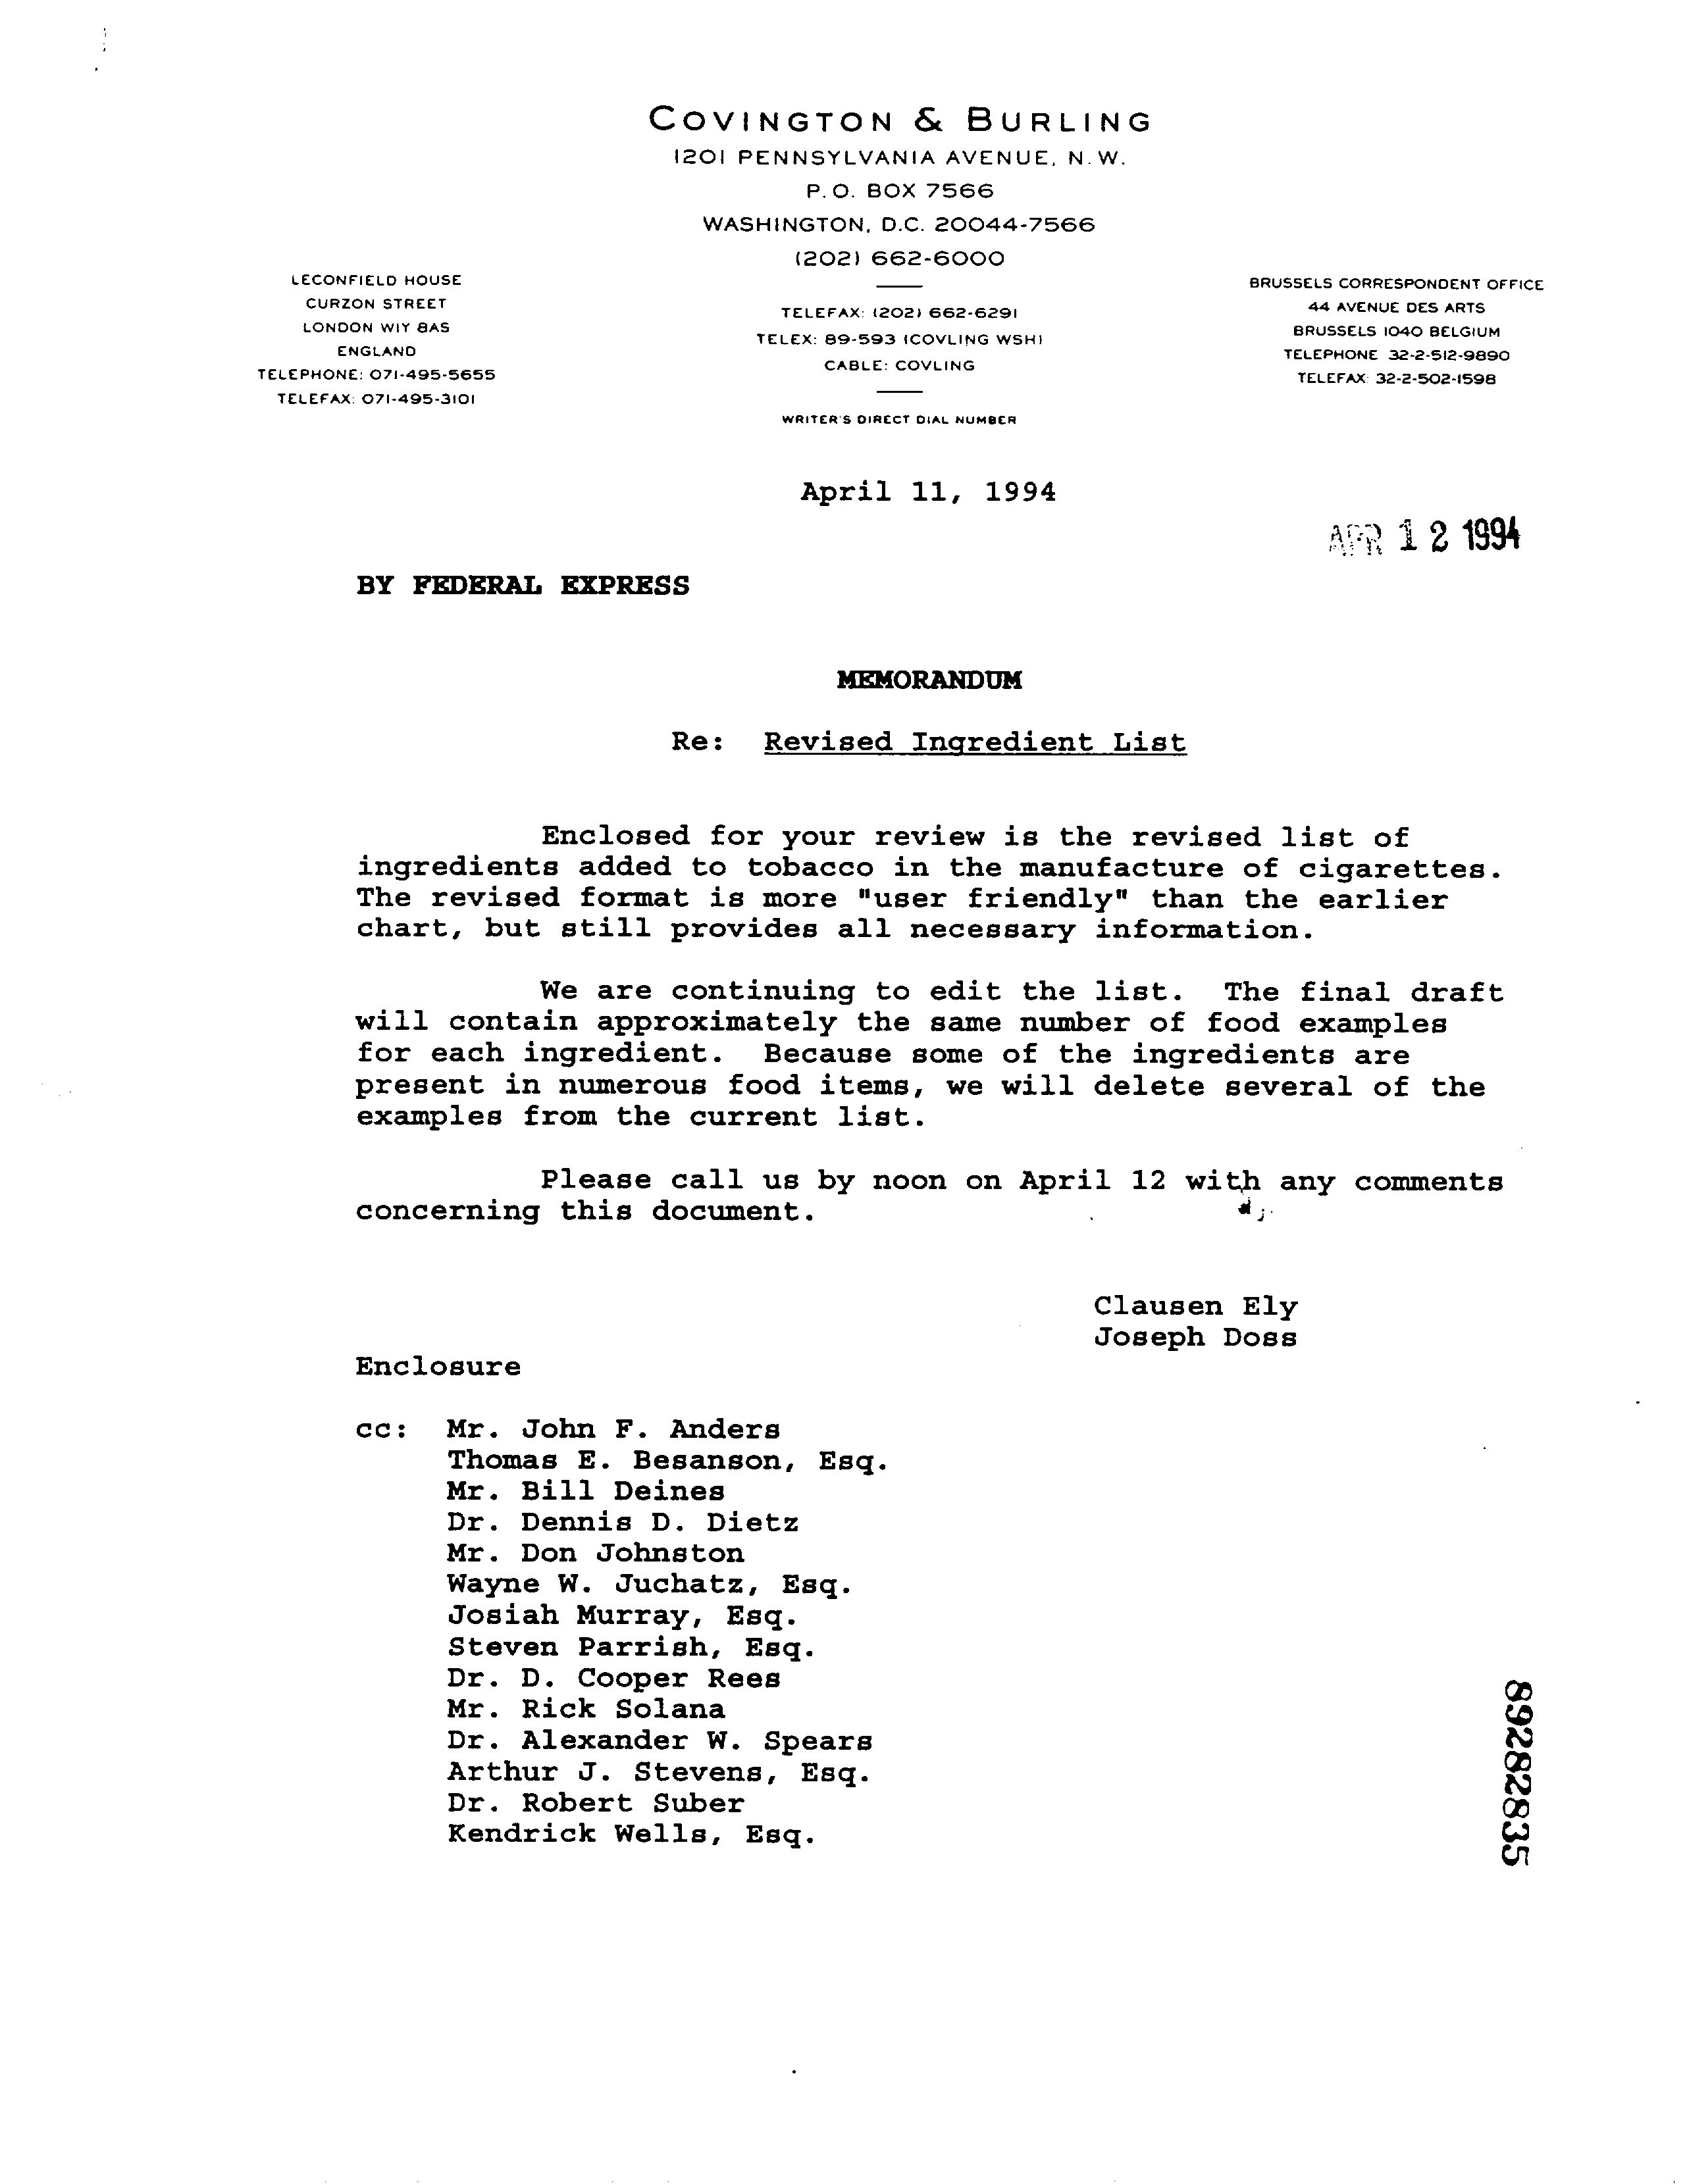 COVINGTON & BURLING
1201 PENNSYLVANIA AVENUE, N.W.
P.O. BOX 7566
WASHINGTON, D.C. 20044-7566
(202) 662-6000
LECONFIELD HOUSE
CURZON STREET
LONDON W1Y 8AS
ENGLAND
TELEPHONE: 071-495-5655
TELEFAX: 071-495-3101
TELEFAX: (202) 662-6291
TELEX: 89-593 (COVLING WSH)
CABLE: COVLING
WRITER'S DIRECT DIAL NUMBER
BRUSSELS CORRESPONDENT OFFICE
44 AVENUE DES ARTS
BRUSSELS 1040 BELGIUM
TELEPHONE 32-2-512-9890
TELEFAX: 32-2-502-1598
April 11, 1994
APR 12 1994
BY FEDERAL EXPRESS
MEMORANDUM
Re: Revised Ingredient List
Enclosed for your review is the revised list of
ingredients added to tobacco in the manufacture of cigarettes.
The revised format is more "user friendly" than the earlier
chart, but still provides all necessary information.
We are continuing to edit the list. The final draft
will contain approximately the same number of food examples
for each ingredient. Because some of the ingredients are
present in numerous food items, we will delete several of the
examples from the current list.
Please call us by noon on April 12 with any comments
concerning this document.
Clausen Ely
Joseph Doss
Enclosure
cc: Mr. John F. Anders
Thomas E. Besanson, Esq.
Mr. Bill Deines
Dr. Dennis D. Dietz
Mr. Don Johnston
Wayne W. Juchatz, Esq.
Josiah Murray, Esq.
Steven Parrish, Esq.
Dr. D. Cooper Rees
Mr. Rick Solana
Dr. Alexander W. Spears
Arthur J. Stevens, Esq.
Dr. Robert Suber
Kendrick Wells, Esq.
89282835